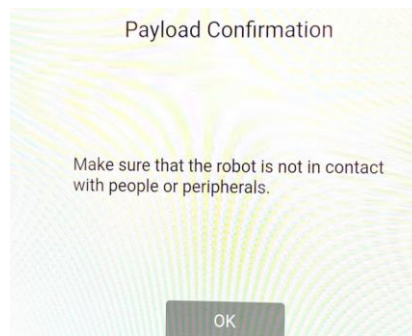 Payload Confirmation
Make sure that the robot is not in contact
with people or peripherals.
OK